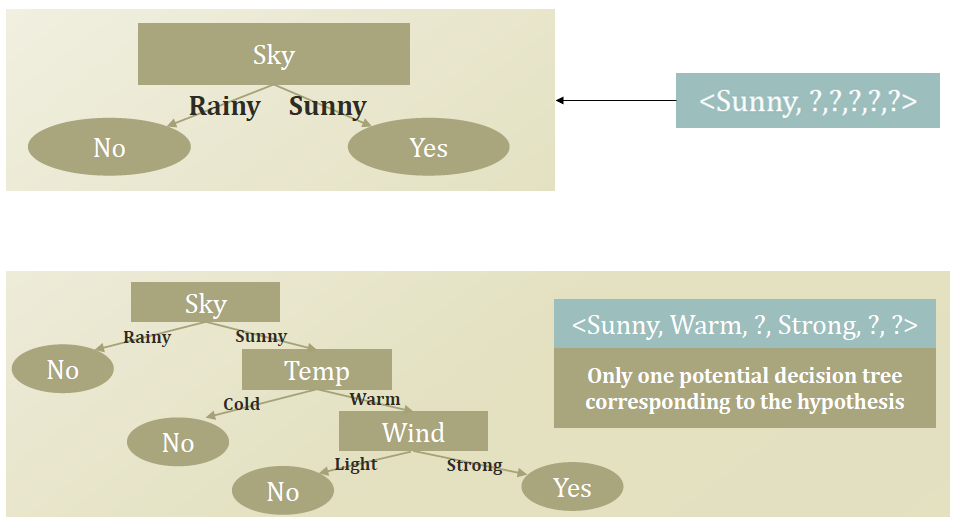 Sky
Rainy Sunny
No
Yes
<Sunny, ?,?,?,?,?>
Sky
Rainy
Sunny
No
Temp
Cold
Warm
No
Wind
Light
Strong
No
Yes
<Sunny, Warm, ?, Strong, ?, ?>
Only one potential decision tree
corresponding to the hypothesis